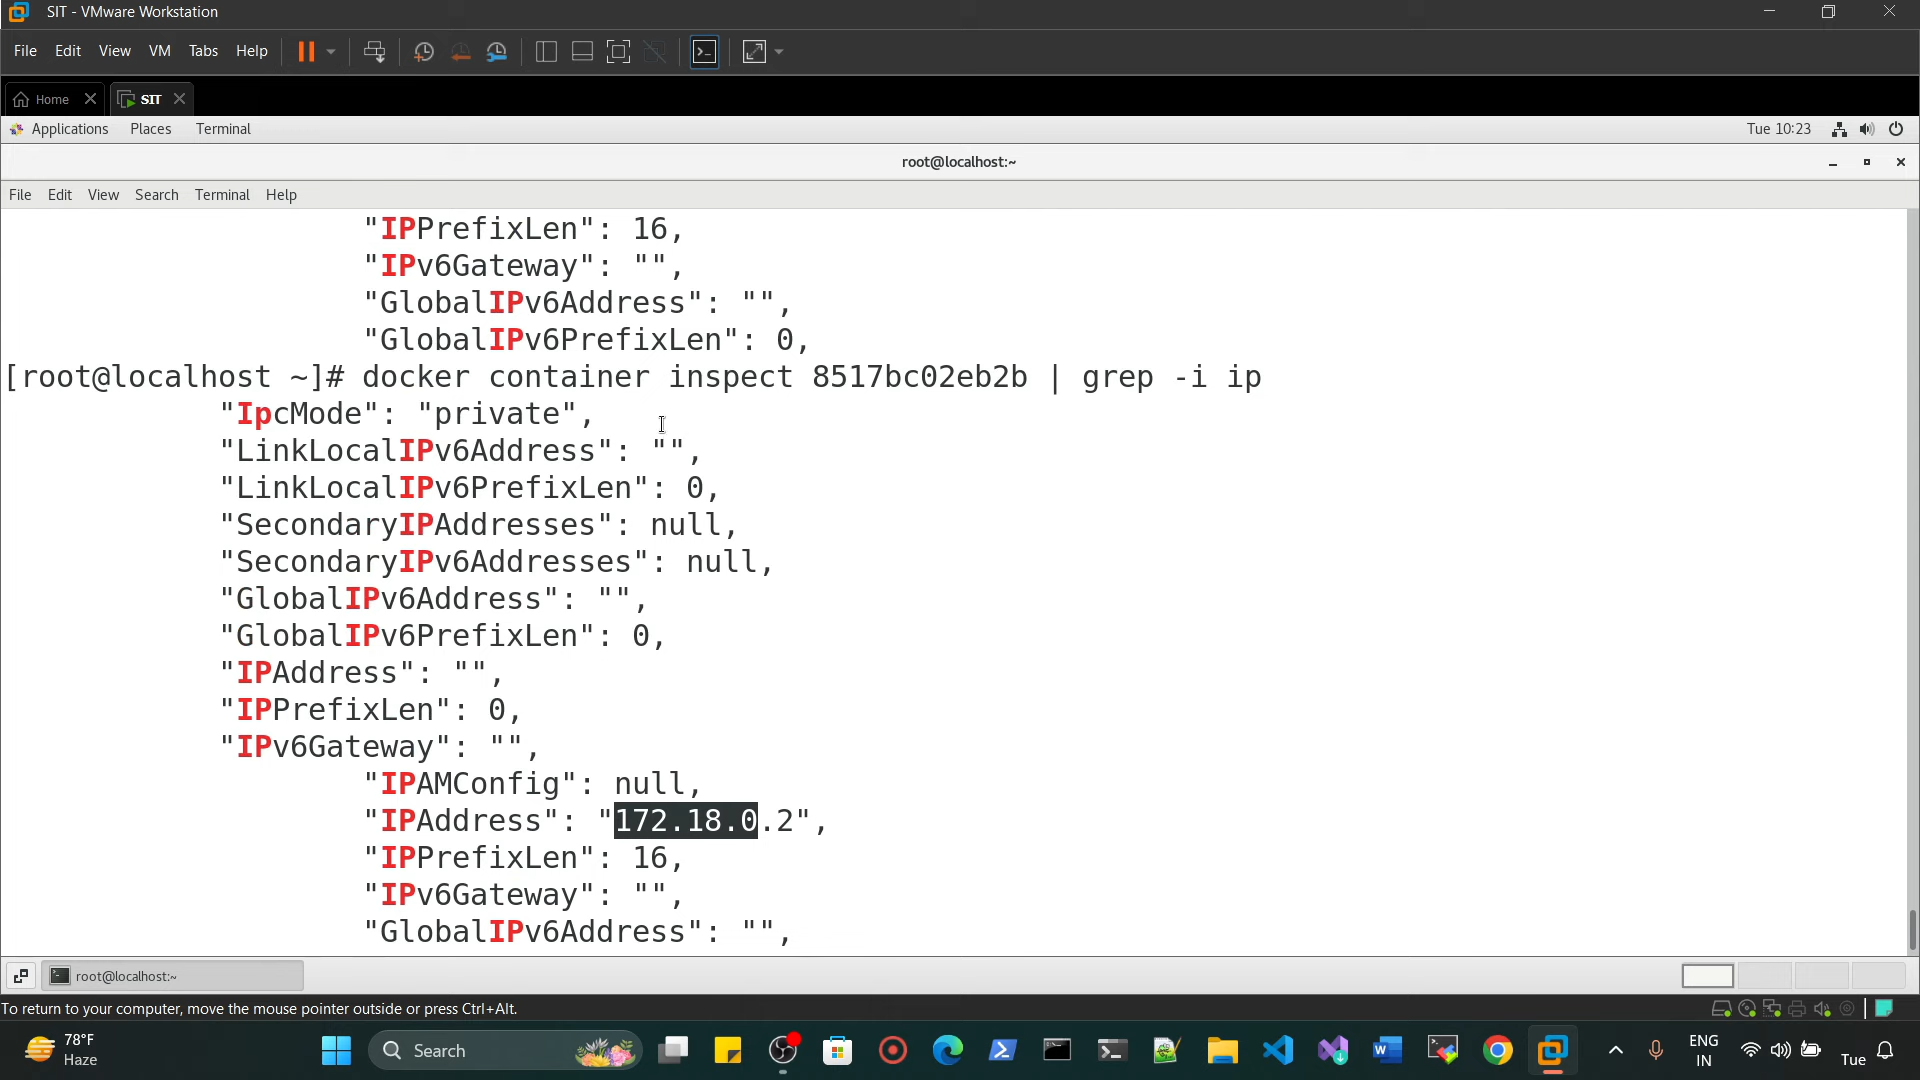 SIT - VMware Workstation
File Edit View VM Tabs Help
Home SIT
Applications Places Terminal Tue 10:23
root@localhost:~
File Edit View Search Terminal Help
"IPPrefixLen": 16,
"IPv6Gateway": "",
"GlobalIPv6Address": "",
"GlobalIPv6PrefixLen": 0,
[root@localhost ~]# docker container inspect 8517bc02eb2b | grep -i ip
"IpcMode": "private",
"LinkLocalIPv6Address": "",
"LinkLocalIPv6PrefixLen": 0,
"SecondaryIPAddresses": null,
"SecondaryIPv6Addresses": null,
"GlobalIPv6Address": "",
"GlobalIPv6PrefixLen": 0,
"IPAddress": "",
"IPPrefixLen": 0,
"IPv6Gateway": "",
"IPAMConfig": null,
"IPAddress": "172.18.0.2",
"IPPrefixLen": 16,
"IPv6Gateway": "",
"GlobalIPv6Address": "",
root@localhost:~
To return to your computer, move the mouse pointer outside or press Ctrl+Alt.
78°F
Haze
Search
ENG
IN
Tue